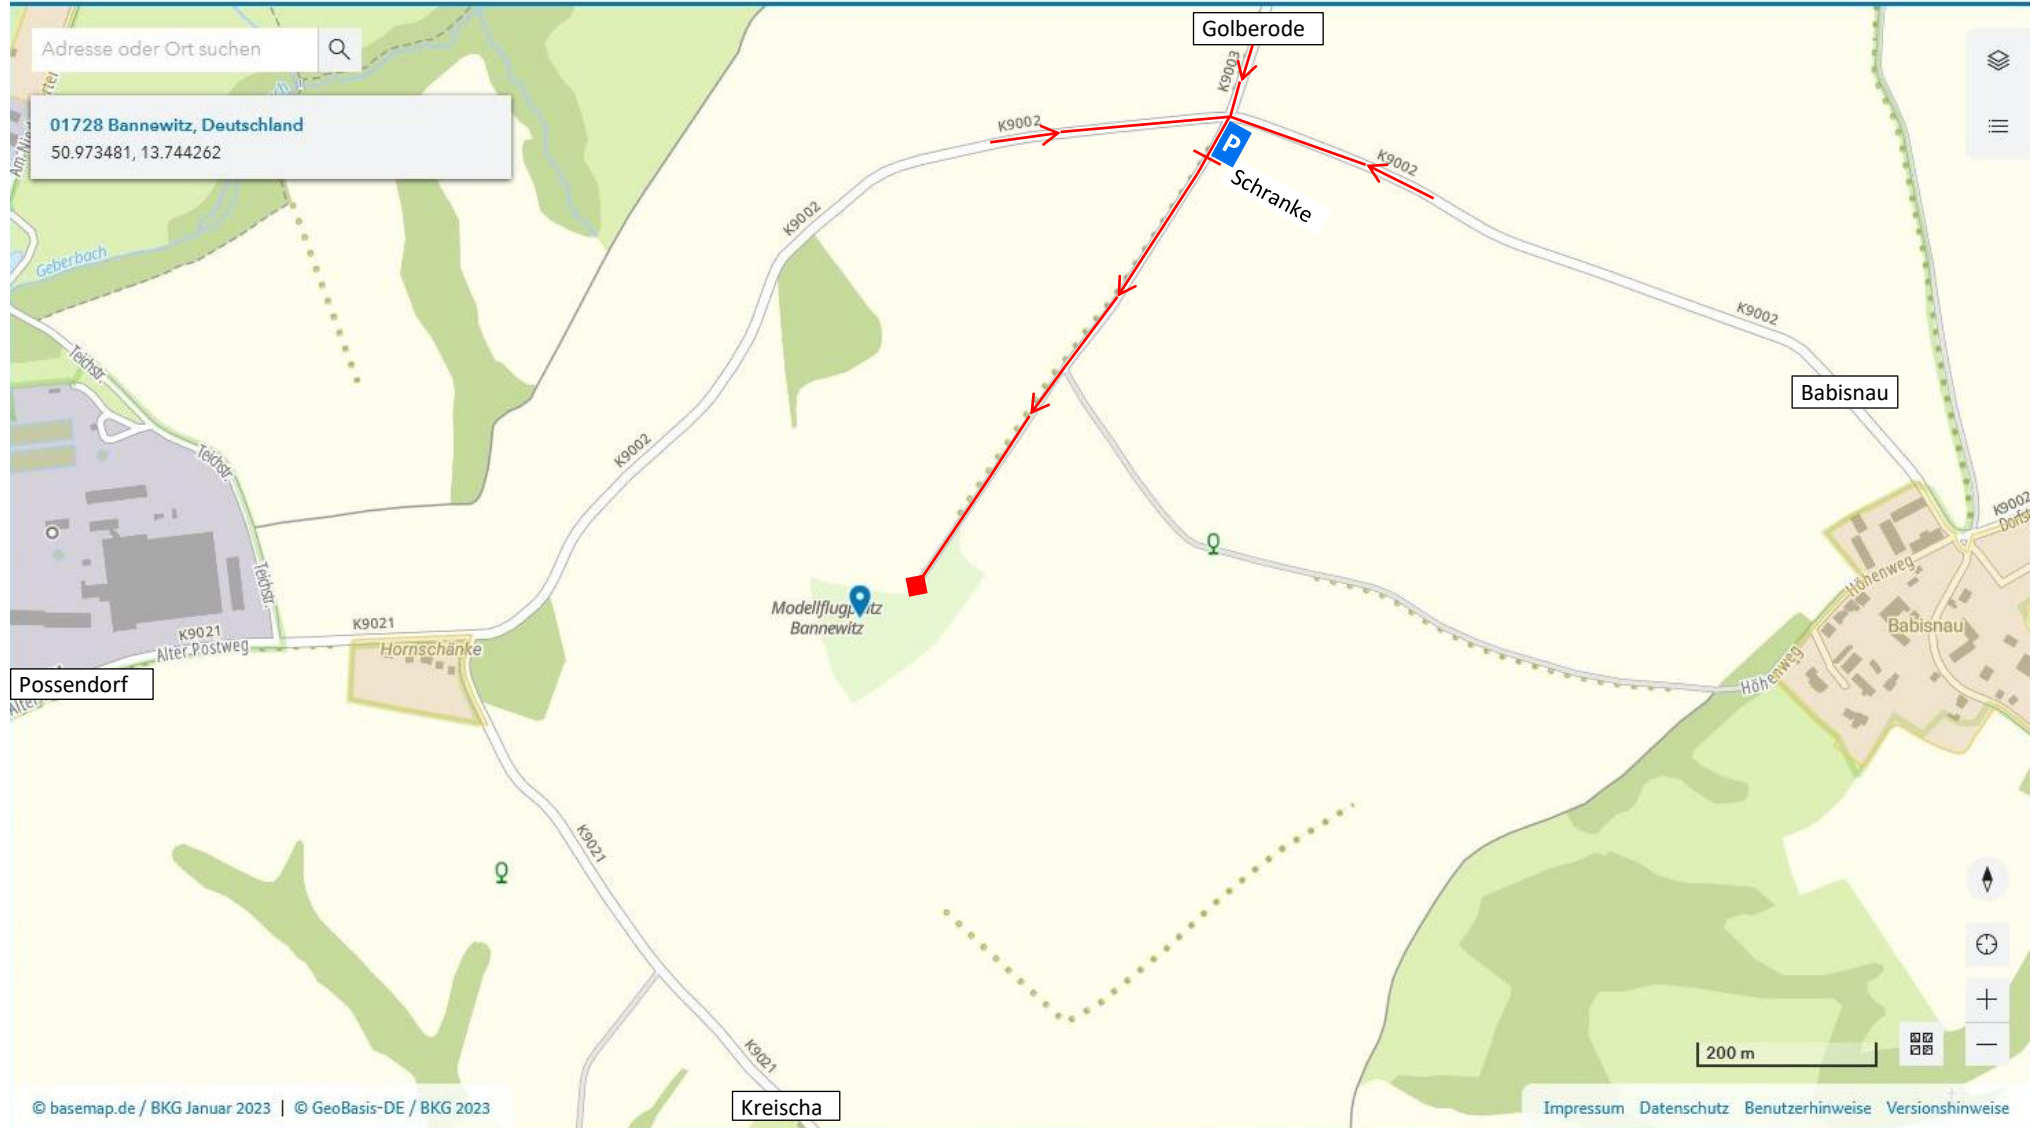 Golberode
Adresse oder Ort suchen
K9003
01728 Bannewitz, Deutschland
50.973481, 13.744262
K9002
P
K9002
Schranke
K9002
Geberbach
K9002
Teichstr.
Babisnau
K9002
Teichstr.
K9002
Teichstr.
Höhenweg
Modellflugplatz
Bannewitz
K9021
K9021
Alter Postweg
Hornschänke
Babisnau
Höhenweg
Possendorf
K9021
K9021
200 m
Kreischa
© basemap.de / BKG Januar 2023 | © GeoBasis-DE / BKG 2023
Impressum Datenschutz Benutzerhinweise Versionshinweise